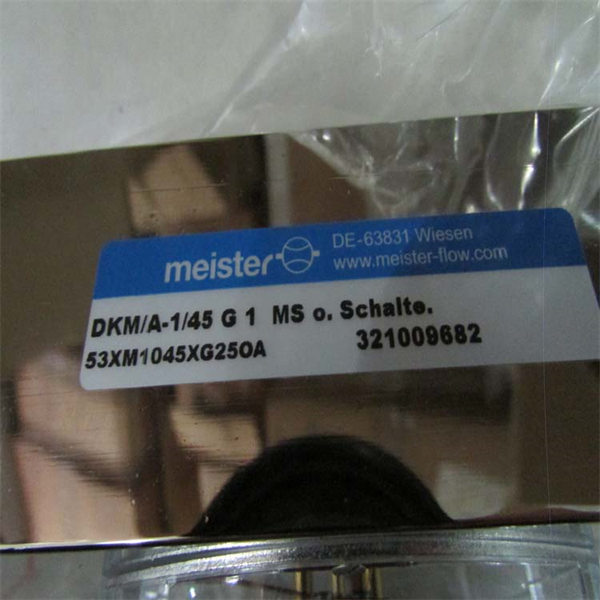 meister
DE-63831 Wiesen
www.meister-flow.com
DKM/A-1/45 G 1 MS o. Schalte.
53XM1045XG25OA 321009682